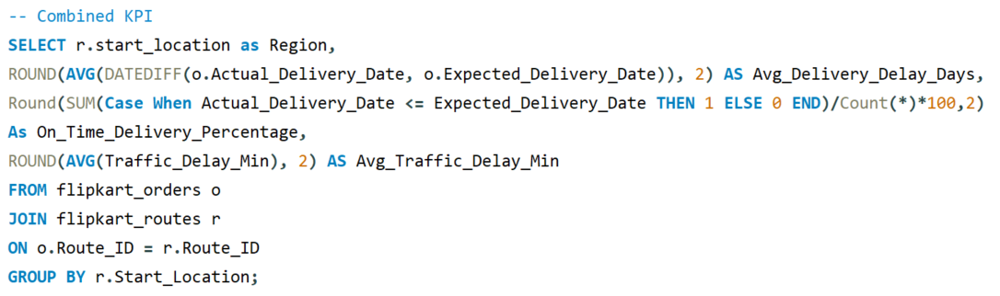 -- Combined KPI
SELECT r.start_location as Region,
ROUND(AVG(DATEDIFF(o.Actual_Delivery_Date, o.Expected_Delivery_Date)), 2) AS Avg_Delivery_Delay_Days,
Round(SUM(Case When Actual_Delivery_Date <= Expected_Delivery_Date THEN 1 ELSE 0 END)/Count(*)*100,2)
As On_Time_Delivery_Percentage,
ROUND(AVG(Traffic_Delay_Min), 2) AS Avg_Traffic_Delay_Min
FROM flipkart_orders o
JOIN flipkart_routes r
ON o.Route_ID = r.Route_ID
GROUP BY r.Start_Location;